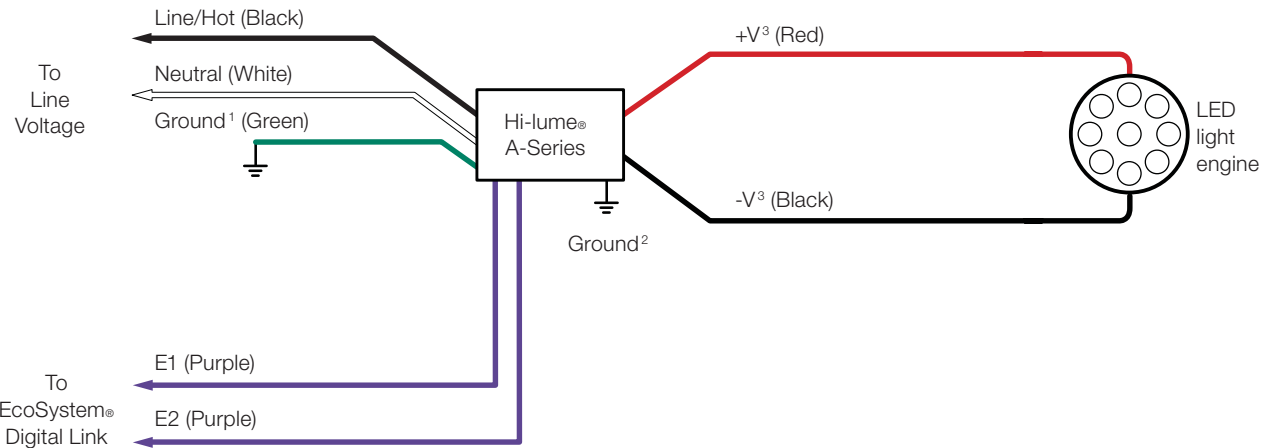 Line/Hot (Black)
To
Line
Voltage
Neutral (White)
Ground¹ (Green)
Hi-lume®
A-Series
Ground²
+V³ (Red)
-V³ (Black)
LED
light
engine
To
EcoSystem®
Digital Link
E1 (Purple)
E2 (Purple)